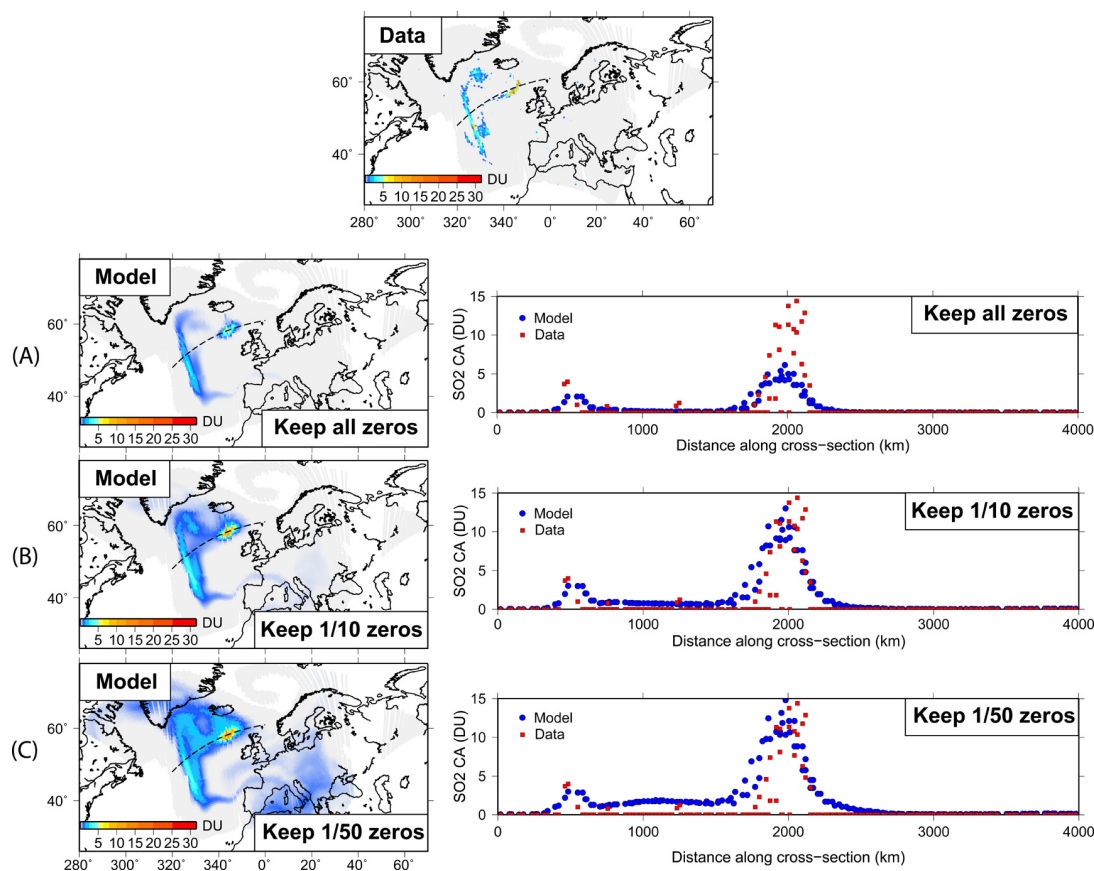 Data
60°
40°
DU
5 10 15 20 25 30
280° 300° 320° 340° 0° 20° 40° 60°
(A)
Model
60°
40°
DU
5 10 15 20 25 30
Keep all zeros
SO2 CA (DU)
15
10
5
0
Model
Data
Keep all zeros
0 1000 2000 3000 4000
Distance along cross−section (km)
(B)
Model
60°
40°
DU
5 10 15 20 25 30
Keep 1/10 zeros
SO2 CA (DU)
15
10
5
0
Model
Data
Keep 1/10 zeros
0 1000 2000 3000 4000
Distance along cross−section (km)
(C)
Model
60°
40°
DU
5 10 15 20 25 30
Keep 1/50 zeros
280° 300° 320° 340° 0° 20° 40° 60°
SO2 CA (DU)
15
10
5
0
Model
Data
Keep 1/50 zeros
0 1000 2000 3000 4000
Distance along cross−section (km)